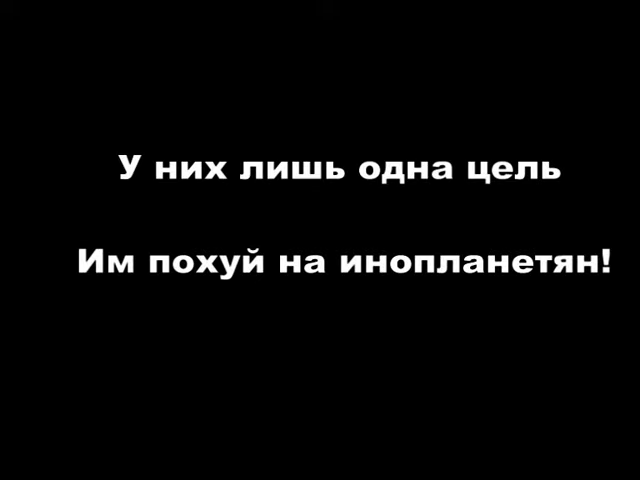 У них лишь одна цель
Им похуй на инопланетян!